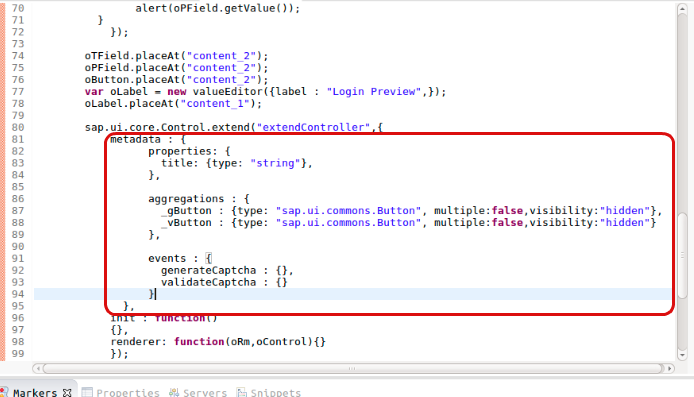 70 alert(oPField.getValue());
71 }
72 });
73
74 oTField.placeAt("content_2");
75 oPField.placeAt("content_2");
76 oButton.placeAt("content_2");
77 var oLabel = new valueEditor({label : "Login Preview",});
78 oLabel.placeAt("content_1");
79
80 sap.ui.core.Control.extend("extendController",{
81 metadata : {
82 properties: {
83 title: {type: "string"},
84 },
85
86 aggregations : {
87 _gButton : {type: "sap.ui.commons.Button", multiple:false,visibility:"hidden"},
88 _vButton : {type: "sap.ui.commons.Button", multiple:false,visibility:"hidden"}
89 },
90
91 events : {
92 generateCaptcha : {},
93 validateCaptcha : {}
94 }
95 },
96 init : function()
97 {},
98 renderer: function(oRm,oControl){}
99 });
Markers Properties Servers Snippets